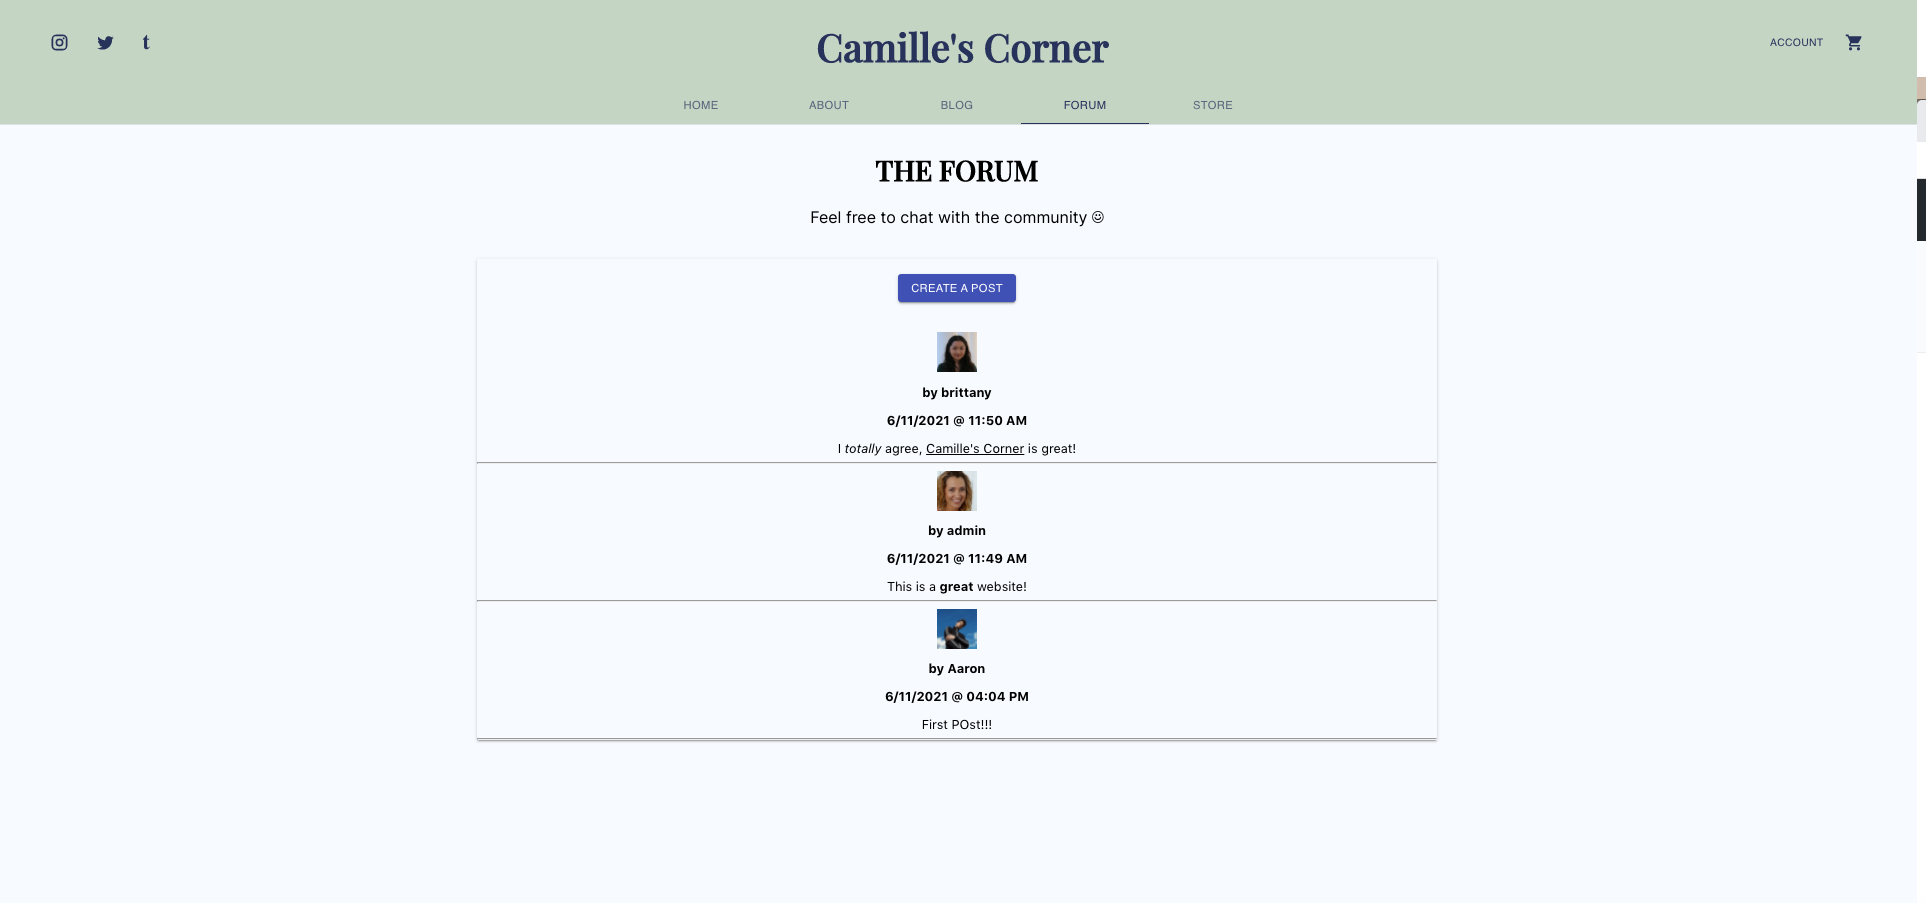 Camille's Corner
ACCOUNT
HOME ABOUT BLOG FORUM STORE
THE FORUM
Feel free to chat with the community ☺
CREATE A POST
by brittany
6/11/2021 @ 11:50 AM
I totally agree, Camille's Corner is great!
by admin
6/11/2021 @ 11:49 AM
This is a great website!
by Aaron
6/11/2021 @ 04:04 PM
First POst!!!